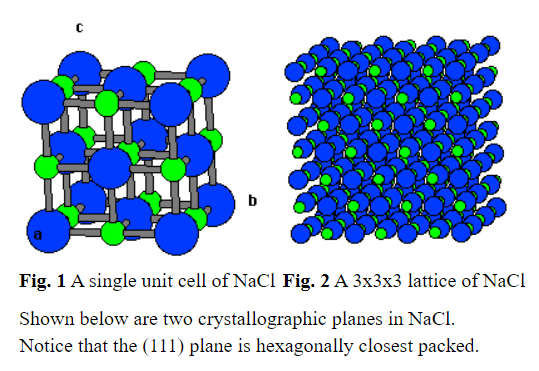 c
b
a
Fig. 1 A single unit cell of NaCl Fig. 2 A 3x3x3 lattice of NaCl
Shown below are two crystallographic planes in NaCl.
Notice that the (111) plane is hexagonally closest packed.